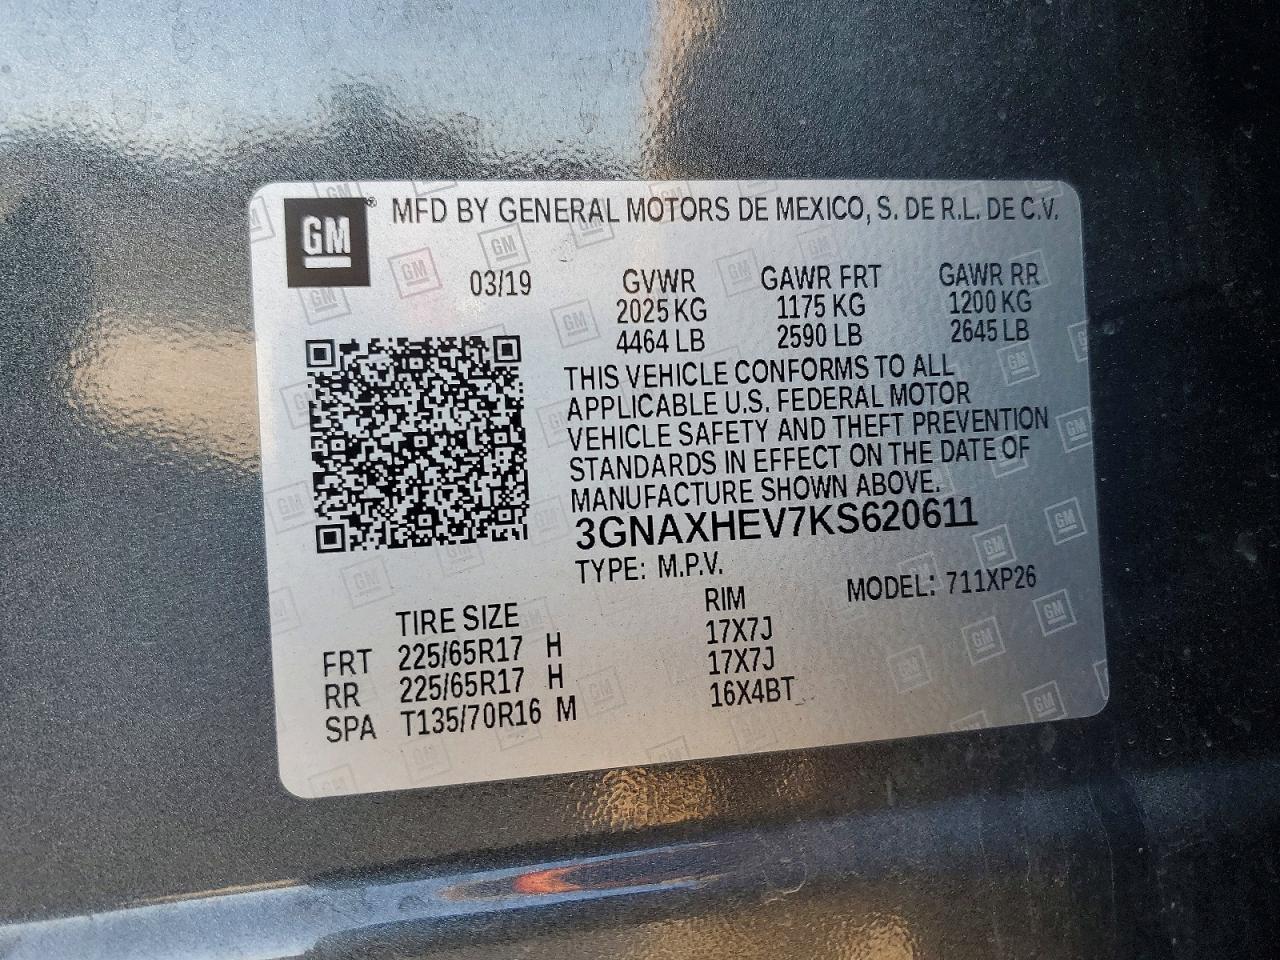 GM ® MFD BY GENERAL MOTORS DE MEXICO, S. DE R.L. DE C.V.
03/19 GVWR GAWR FRT GAWR RR
2025 KG 1175 KG 1200 KG
4464 LB 2590 LB 2645 LB
THIS VEHICLE CONFORMS TO ALL
APPLICABLE U.S. FEDERAL MOTOR
VEHICLE SAFETY AND THEFT PREVENTION
STANDARDS IN EFFECT ON THE DATE OF
MANUFACTURE SHOWN ABOVE.
3GNAXHEV7KS620611
TYPE: M.P.V. MODEL: 711XP26
TIRE SIZE RIM
FRT 225/65R17 H 17X7J
RR 225/65R17 H 17X7J
SPA T135/70R16 M 16X4BT